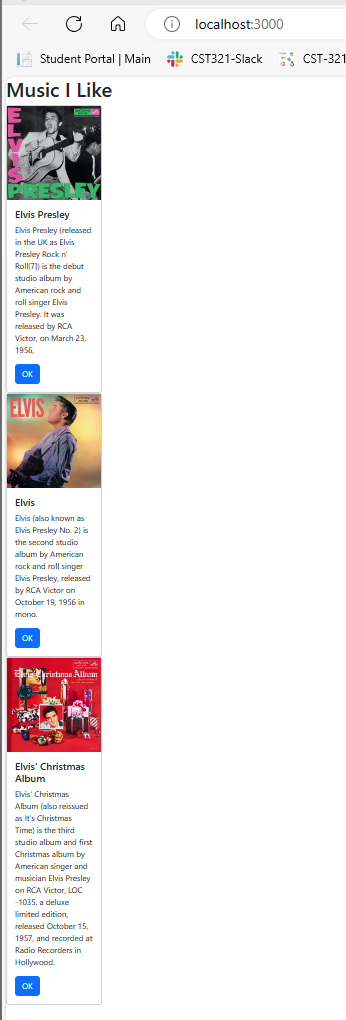 localhost:3000
Student Portal | Main
CST321-Slack
CST-321
Music I Like
ELVIS
PRESLEY
Elvis Presley
Elvis Presley (released
in the UK as Elvis
Presley Rock n'
Roll[7]) is the debut
studio album by
American rock and
roll singer Elvis
Presley. It was
released by RCA
Victor, on March 23,
1956,
OK
ELVIS
Elvis
Elvis (also known as
Elvis Presley No. 2) is
the second studio
album by American
rock and roll singer
Elvis Presley, released
by RCA Victor on
October 19, 1956 in
mono.
OK
Elvis' Christmas Album
Elvis' Christmas
Album
Elvis' Christmas
Album (also reissued
as It's Christmas
Time) is the third
studio album and first
Christmas album by
American singer and
musician Elvis Presley
on RCA Victor, LOC
-1035, a deluxe
limited edition,
released October 15,
1957, and recorded at
Radio Recorders in
Hollywood.
OK